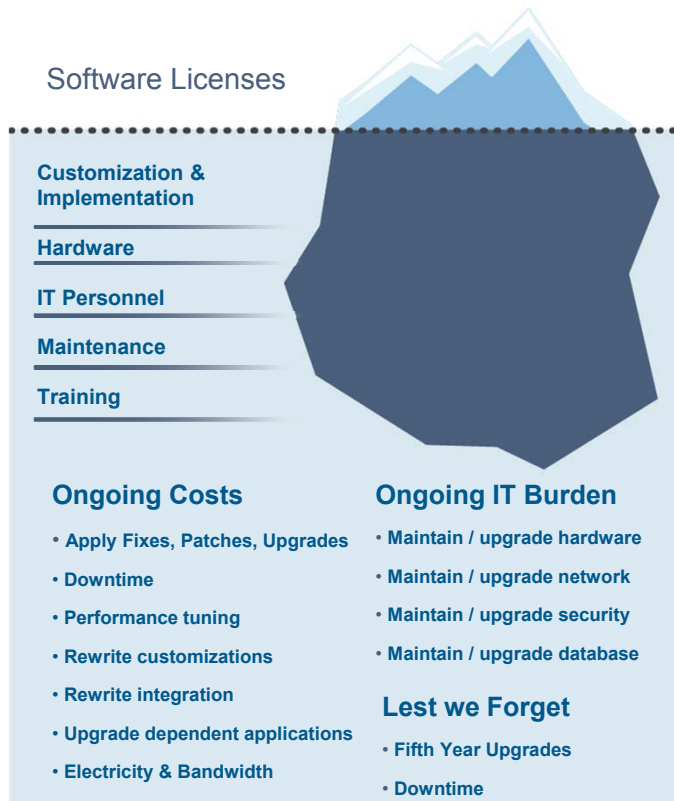 Software Licenses
Customization &
Implementation
Hardware
IT Personnel
Maintenance
Training
Ongoing Costs
• Apply Fixes, Patches, Upgrades
• Downtime
• Performance tuning
• Rewrite customizations
• Rewrite integration
• Upgrade dependent applications
• Electricity & Bandwidth
Ongoing IT Burden
• Maintain / upgrade hardware
• Maintain / upgrade network
• Maintain / upgrade security
• Maintain / upgrade database
Lest we Forget
• Fifth Year Upgrades
• Downtime